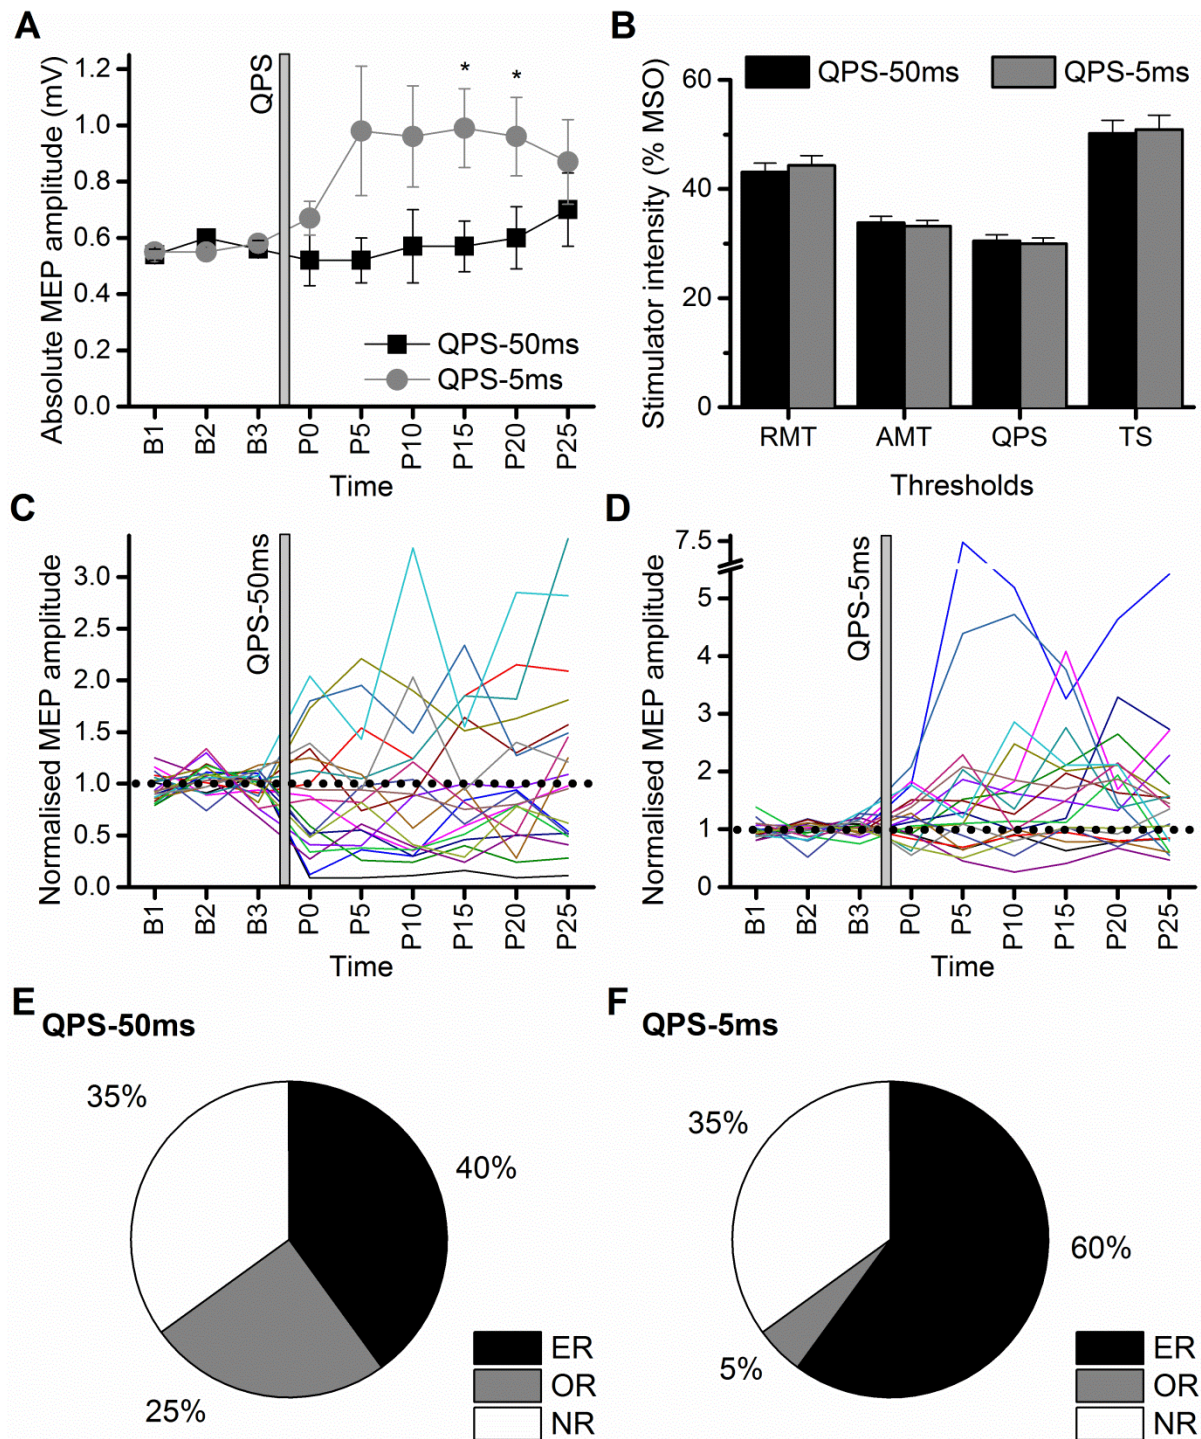 A
Absolute MEP amplitude (mV)
1.2
1.0
0.8
0.6
0.4
0.2
0.0
QPS
*
*
QPS-50ms
QPS-5ms
B1
B2
B3
P0
P5
P10
P15
P20
P25
Time
B
Stimulator intensity (% MSO)
60
40
20
0
QPS-50ms
QPS-5ms
RMT
AMT
QPS
TS
Thresholds
C
Normalised MEP amplitude
3.0
2.5
2.0
1.5
1.0
0.5
0.0
QPS-50ms
B1
B2
B3
P0
P5
P10
P15
P20
P25
Time
D
Normalised MEP amplitude
7.5
5
4
3
2
1
0
QPS-5ms
B1
B2
B3
P0
P5
P10
P15
P20
P25
Time
E
QPS-50ms
35%
40%
25%
ER
OR
NR
F
QPS-5ms
35%
60%
5%
ER
OR
NR